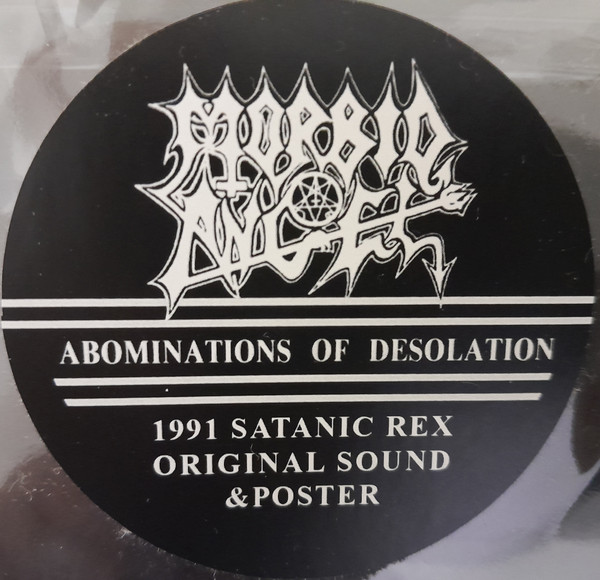 MORBID
ANGEL
ABOMINATIONS OF DESOLATION
1991 SATANIC REX
ORIGINAL SOUND
&POSTER